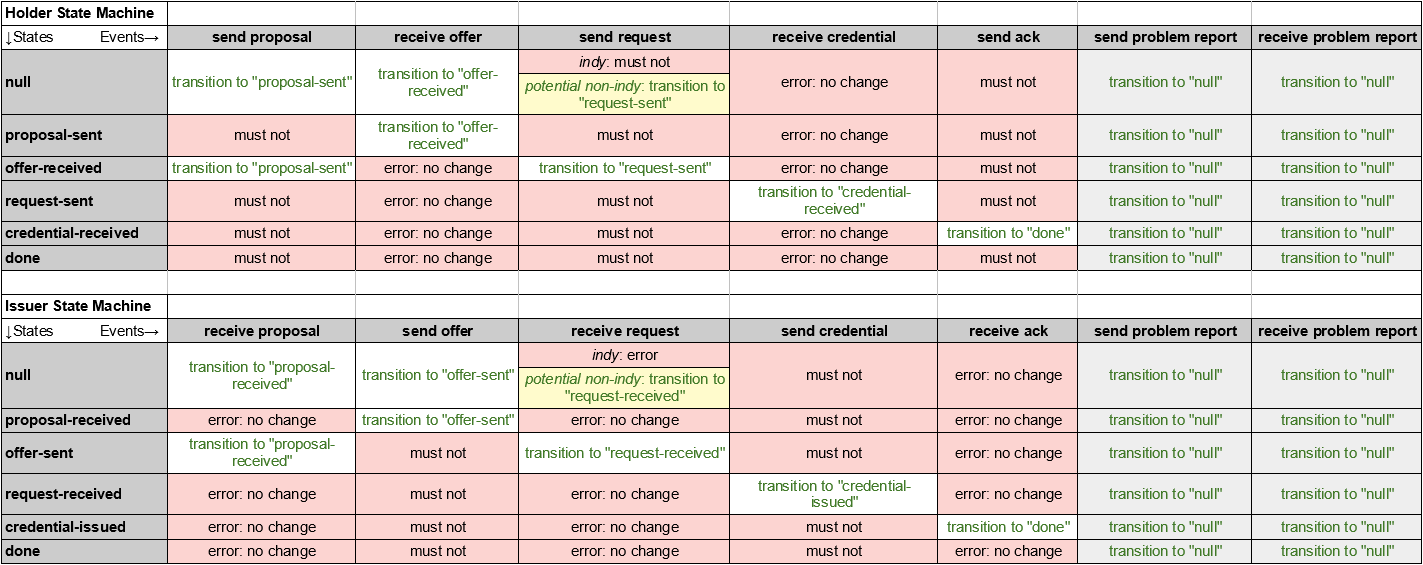 Holder State Machine
↓States Events→ send proposal receive offer send request receive credential send ack send problem report receive problem report
null transition to "proposal-sent" transition to "offer-
received" indy: must not
potential non-indy: transition to
"request-sent" error: no change must not transition to "null" transition to "null"
proposal-sent must not transition to "offer-
received" must not error: no change must not transition to "null" transition to "null"
offer-received transition to "proposal-sent" error: no change transition to "request-sent" error: no change must not transition to "null" transition to "null"
request-sent must not error: no change must not transition to "credential-
received" must not transition to "null" transition to "null"
credential-received must not error: no change must not error: no change transition to "done" transition to "null" transition to "null"
done must not error: no change must not error: no change must not transition to "null" transition to "null"
Issuer State Machine
↓States Events→ receive proposal send offer receive request send credential receive ack send problem report receive problem report
null transition to "proposal-
received" transition to "offer-sent" indy: error
potential non-indy: transition to
"request-received" must not error: no change transition to "null" transition to "null"
proposal-received error: no change transition to "offer-sent" error: no change must not error: no change transition to "null" transition to "null"
offer-sent transition to "proposal-
received" must not transition to "request-received" must not error: no change transition to "null" transition to "null"
request-received error: no change must not error: no change transition to "credential-
issued" error: no change transition to "null" transition to "null"
credential-issued error: no change must not error: no change must not transition to "done" transition to "null" transition to "null"
done error: no change must not error: no change must not error: no change transition to "null" transition to "null"